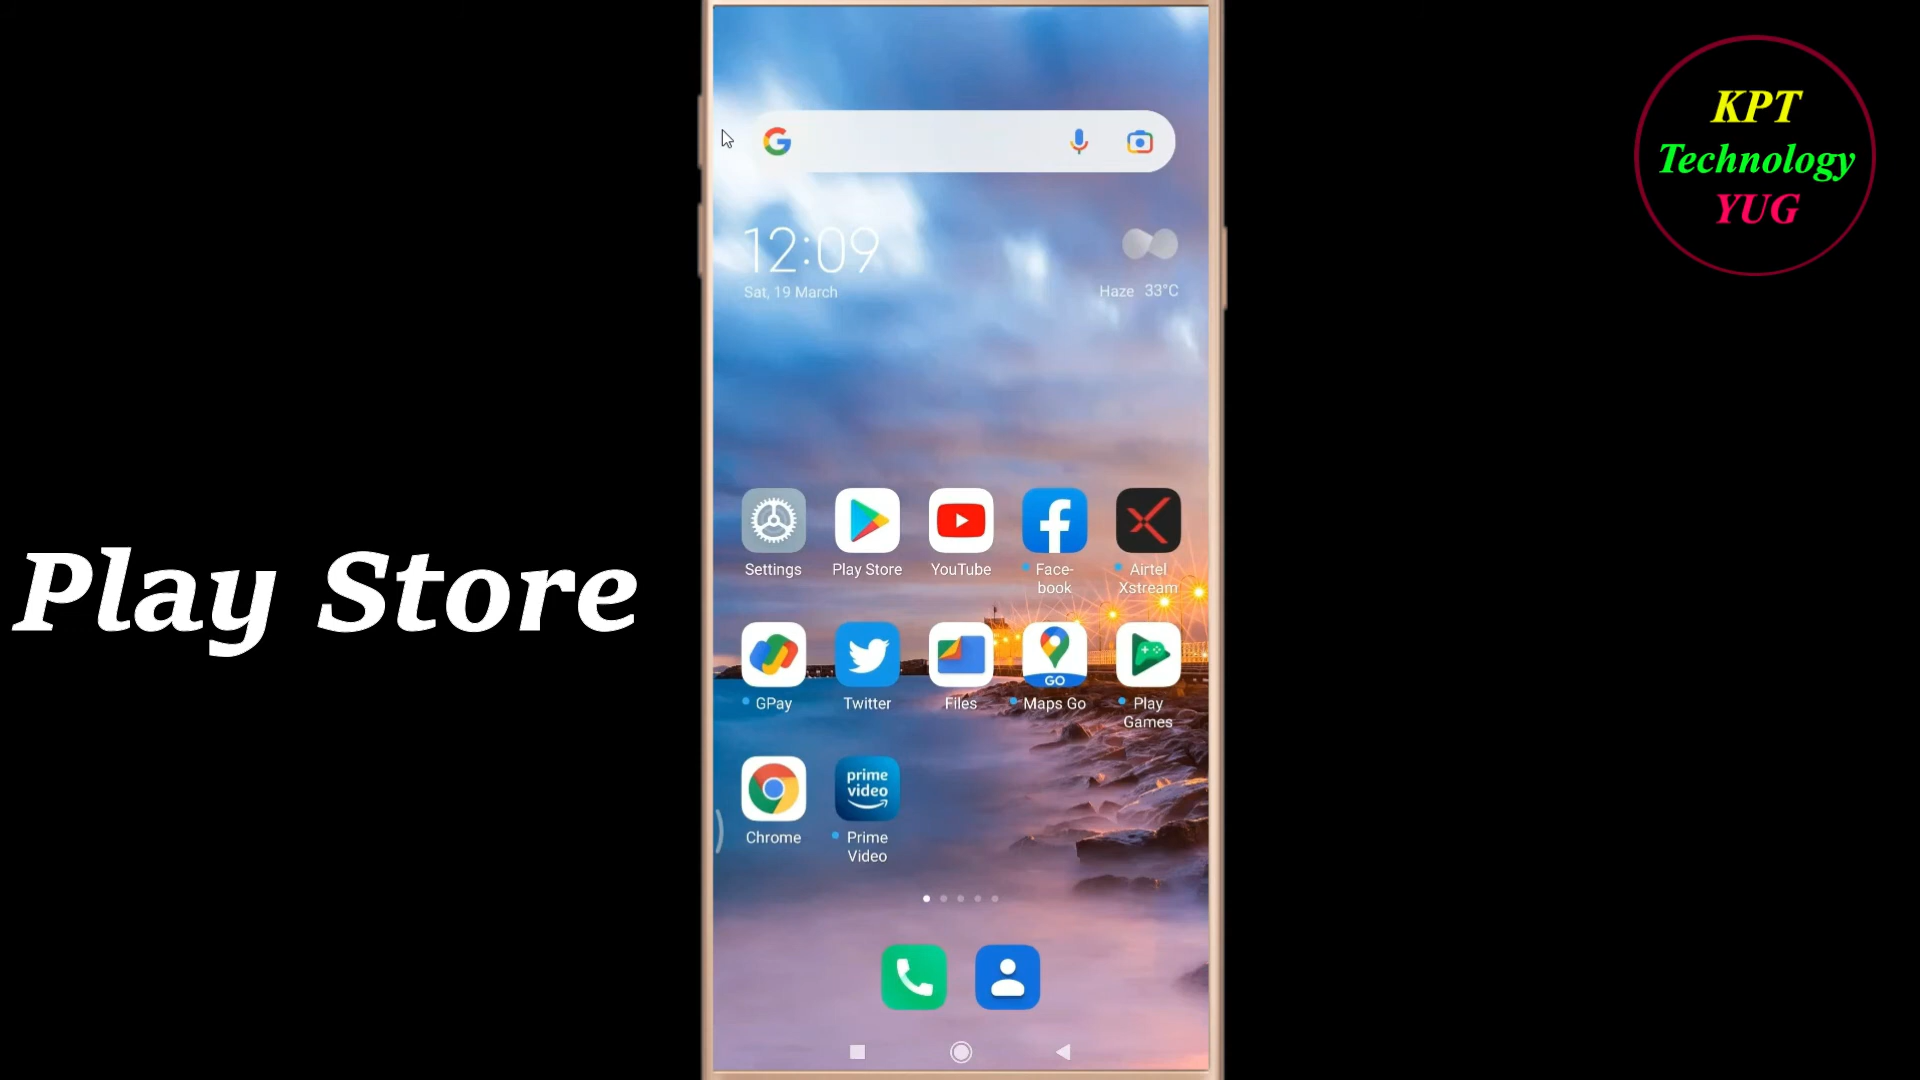 KPT
Technology
YUG
12:09
Sat, 19 March
Haze 33°C
Play Store
Settings
Play Store
YouTube
Face-
book
Airtel
Xstream
GO
GPay
Twitter
Files
Maps Go
Play
Games
prime
video
Chrome
Prime
Video